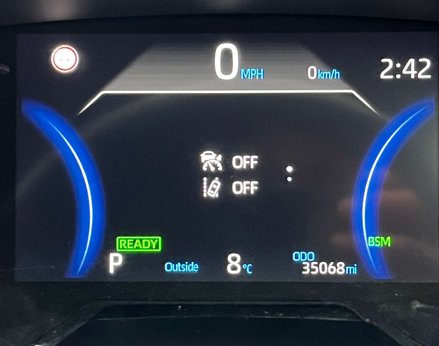 0 MPH 0 km/h 2:42
OFF
OFF
READY
BSM
P Outside 8°C ODO
35068 mi